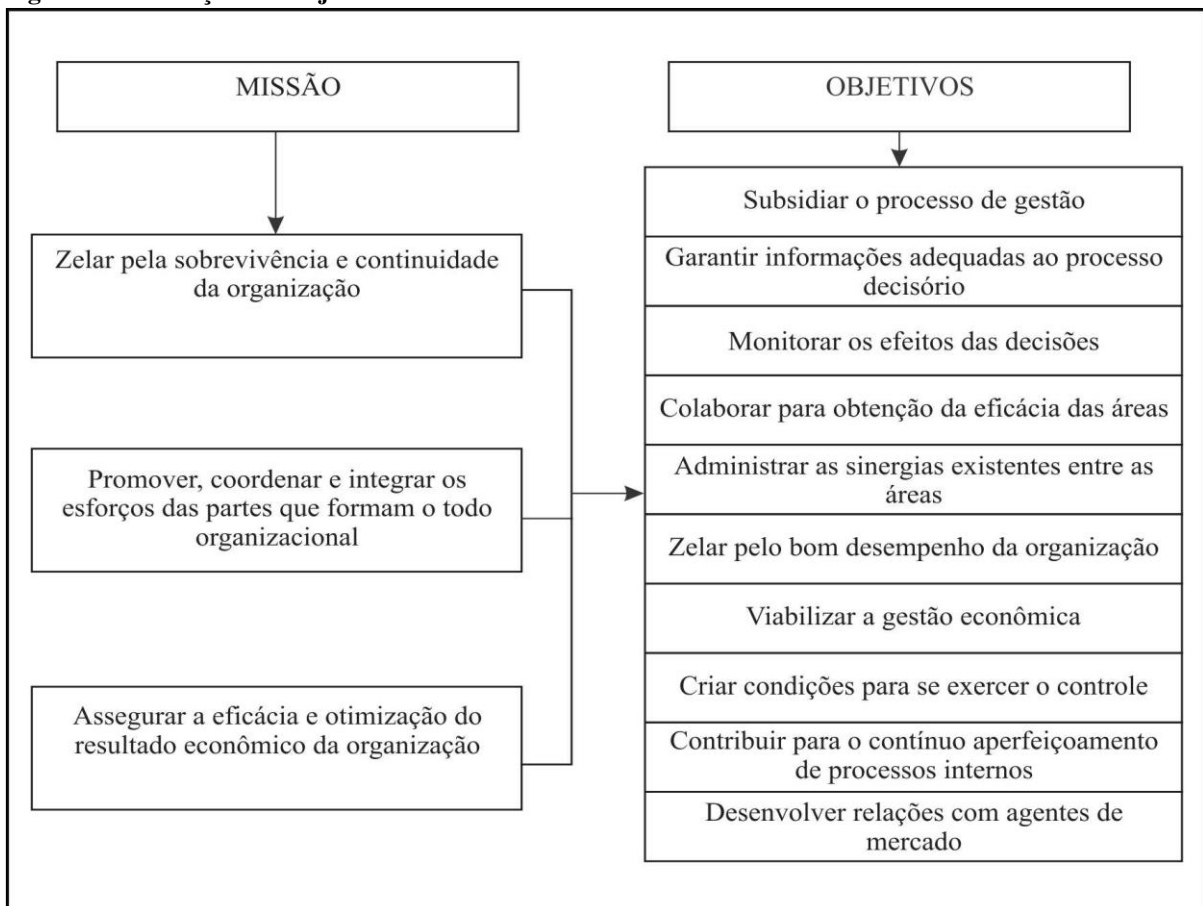 MISSÃO
Zelar pela sobrevivência e continuidade
da organização
Promover, coordenar e integrar os
esforços das partes que formam o todo
organizacional
Assegurar a eficácia e otimização do
resultado econômico da organização
OBJETIVOS
Subsidiar o processo de gestão
Garantir informações adequadas ao processo
decisório
Monitorar os efeitos das decisões
Colaborar para obtenção da eficácia das áreas
Administrar as sinergias existentes entre as
áreas
Zelar pelo bom desempenho da organização
Viabilizar a gestão econômica
Criar condições para se exercer o controle
Contribuir para o contínuo aperfeiçoamento
de processos internos
Desenvolver relações com agentes de
mercado